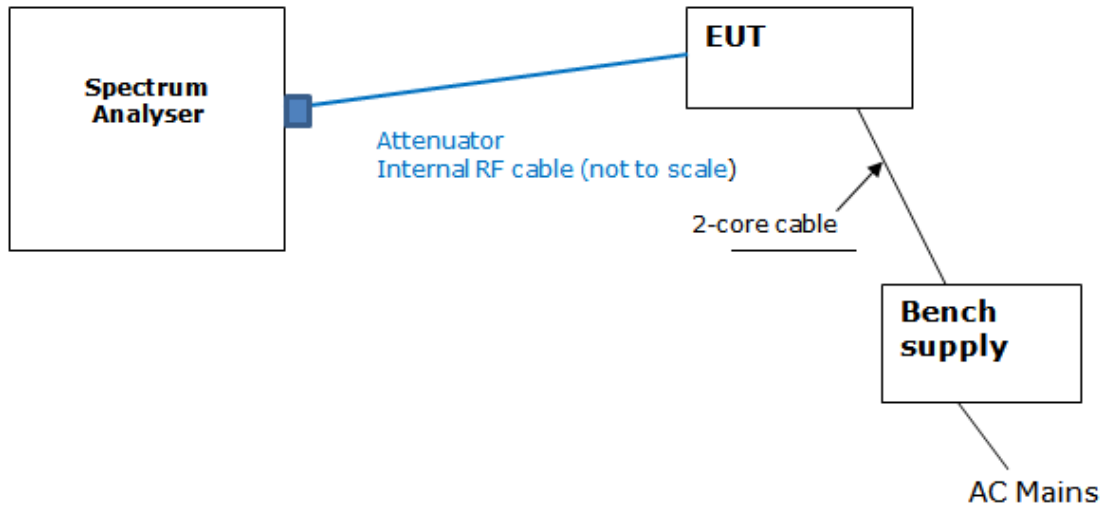 Spectrum
Analyser
EUT
Attenuator
Internal RF cable (not to scale)
2-core cable
Bench
supply
AC Mains